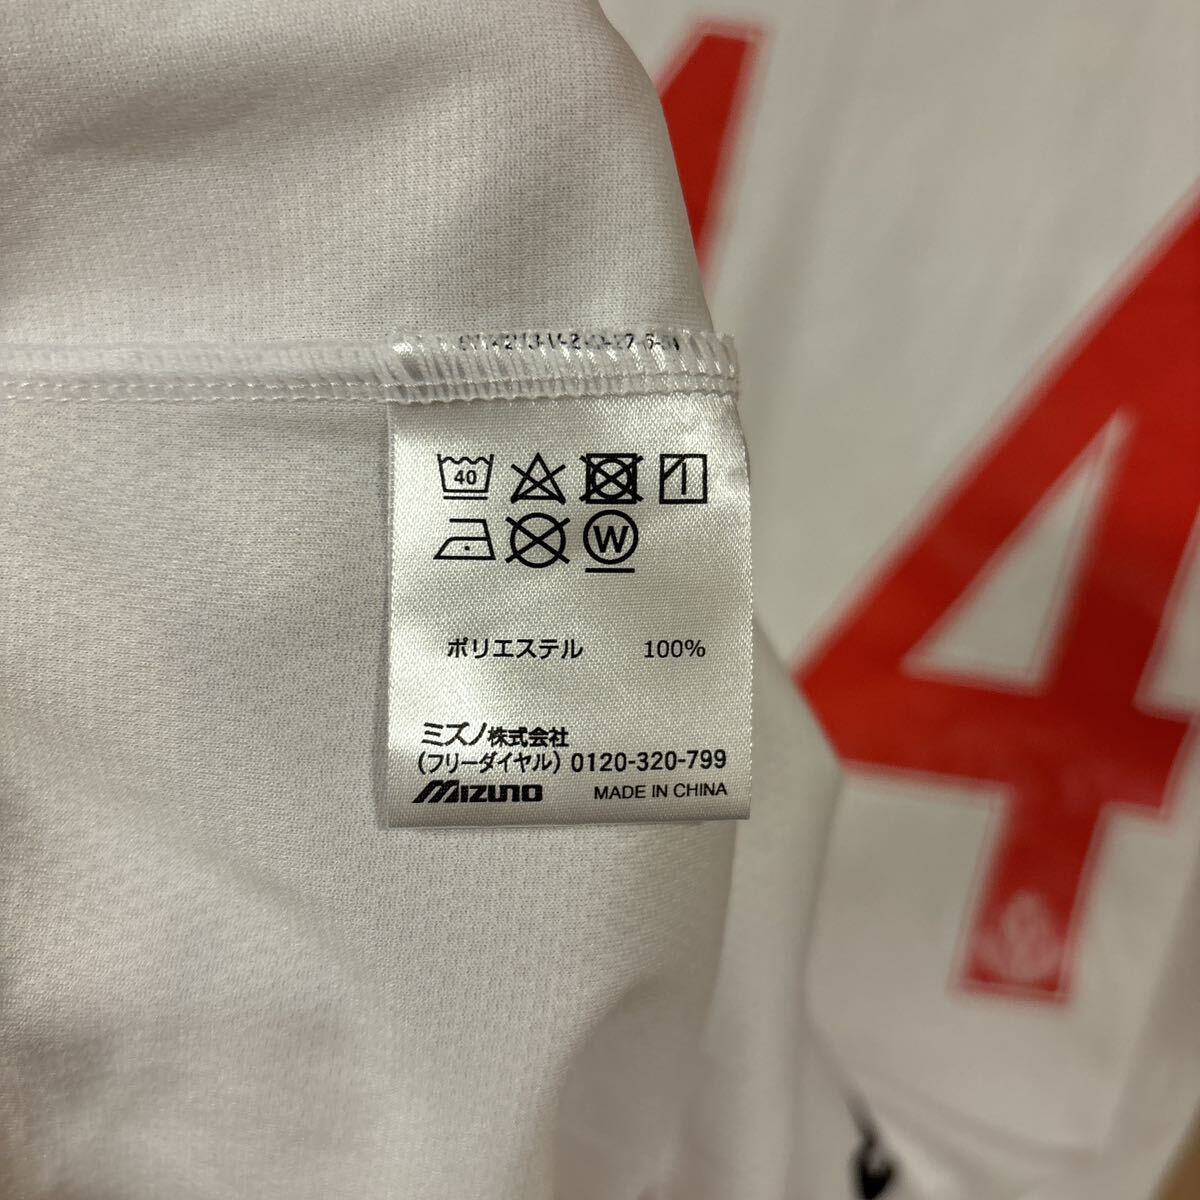 40
W
ポリエステル 100%
ミズノ株式会社
(フリーダイヤル) 0120-320-799
MIZUNO MADE IN CHINA
4